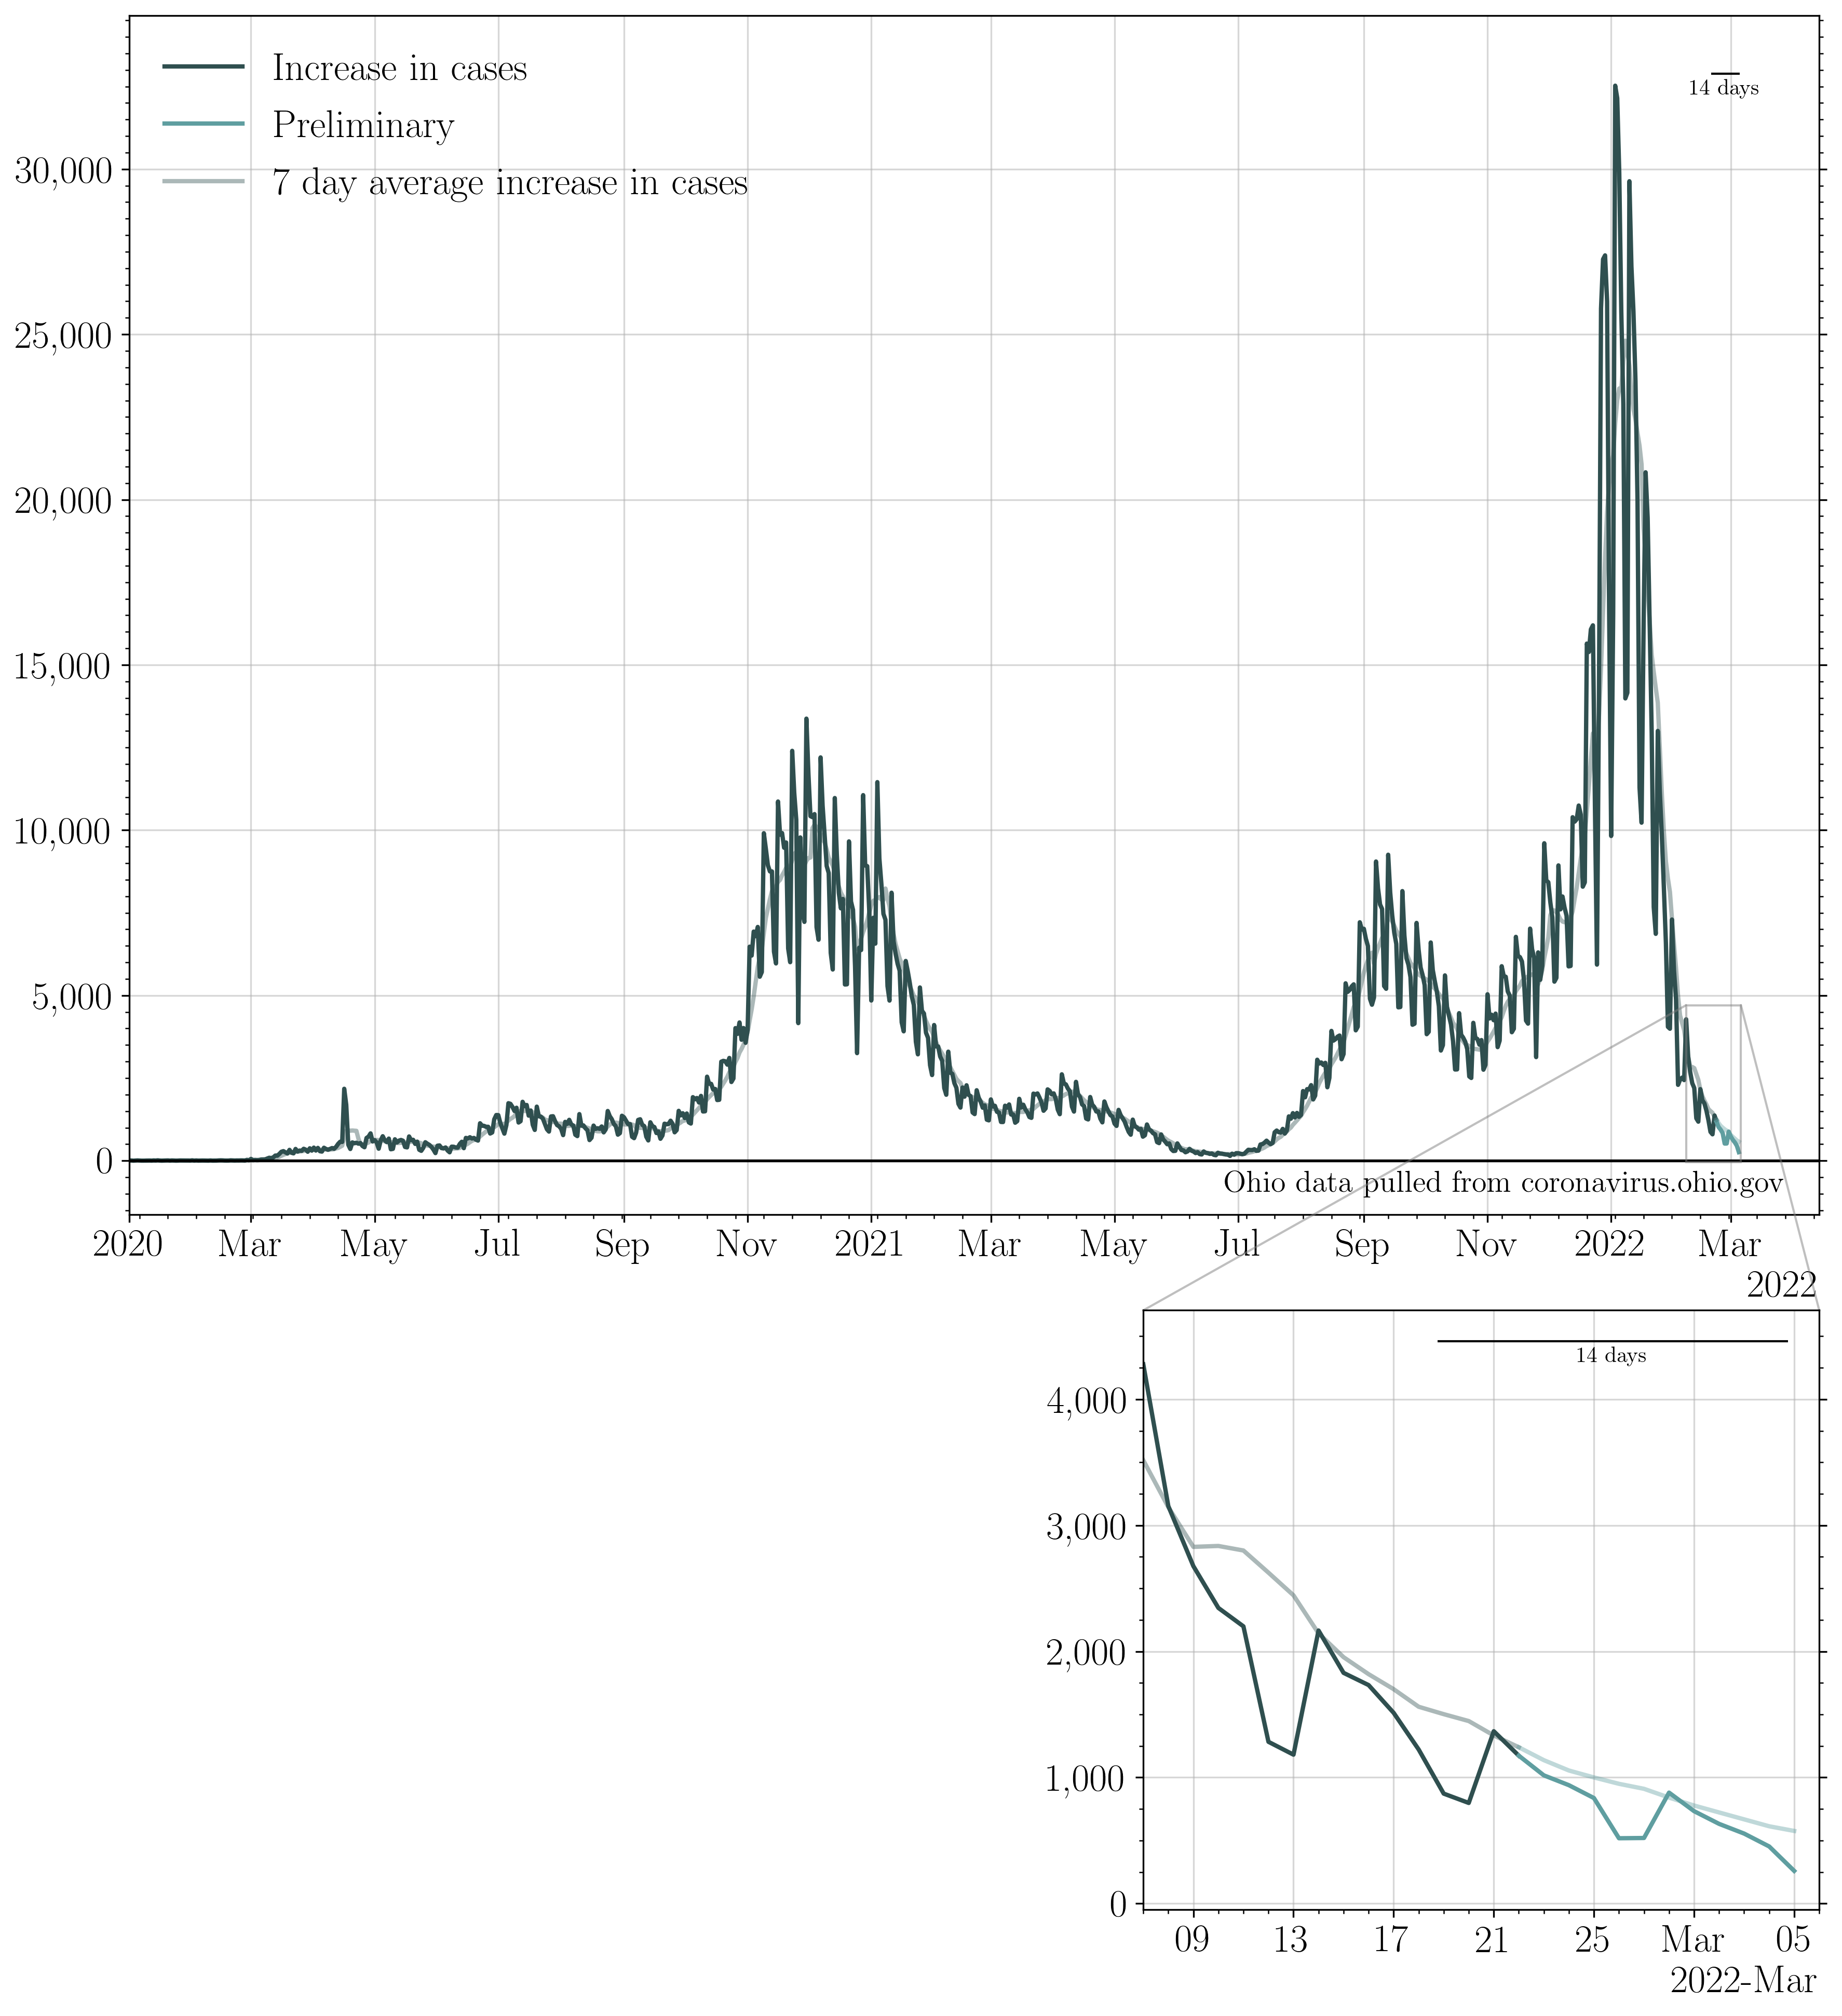 Increase in cases
Preliminary
7 day average increase in cases
14 days
30,000
25,000
20,000
15,000
10,000
5,000
0
Ohio data pulled from coronavirus.ohio.gov
2020 Mar May Jul Sep Nov 2021 Mar May Jul Sep Nov 2022 Mar
2022
14 days
4,000
3,000
2,000
1,000
0
09 13 17 21 25 Mar 05
2022-Mar